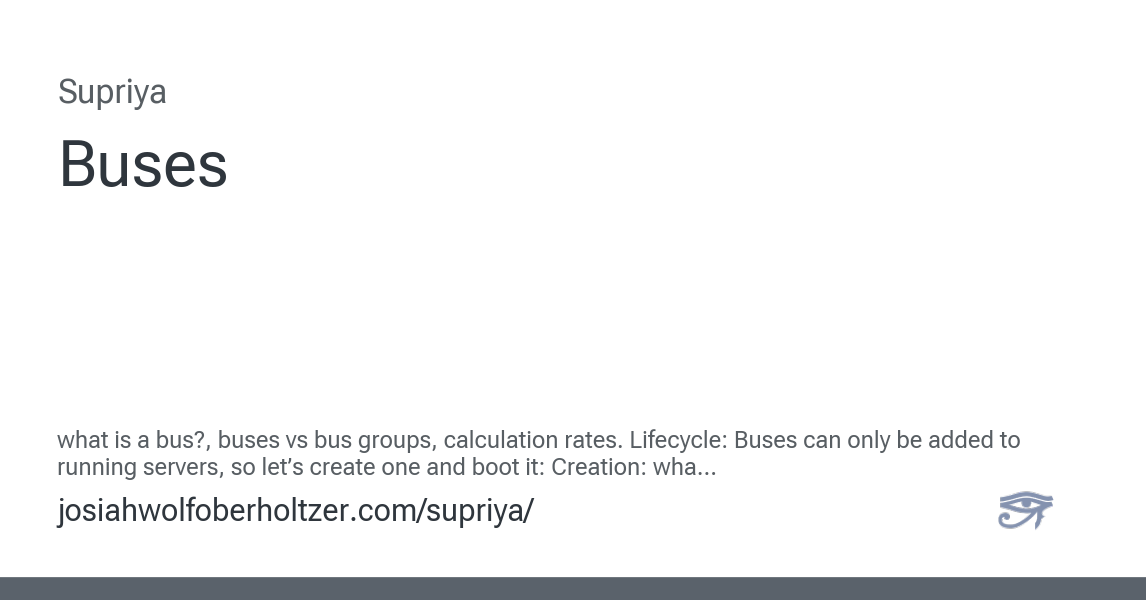 Supriya
Buses
what is a bus?, buses vs bus groups, calculation rates. Lifecycle: Buses can only be added to
running servers, so let’s create one and boot it: Creation: wha...
josiahwolfoberholtzer.com/supriya/